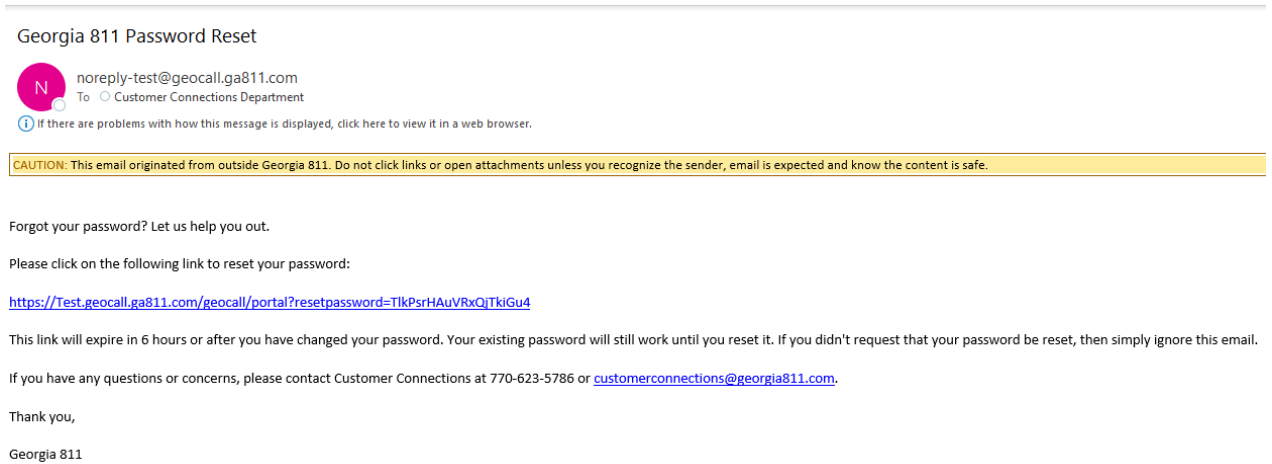 Georgia 811 Password Reset
N
noreply-test@geocall.ga811.com
To Customer Connections Department
If there are problems with how this message is displayed, click here to view it in a web browser.
CAUTION: This email originated from outside Georgia 811. Do not click links or open attachments unless you recognize the sender, email is expected and know the content is safe.
Forgot your password? Let us help you out.
Please click on the following link to reset your password:
https://Test.geocall.ga811.com/geocall/portal?resetpassword=TlkPsrHAuVRxQjTkiGu4
This link will expire in 6 hours or after you have changed your password. Your existing password will still work until you reset it. If you didn't request that your password be reset, then simply ignore this email.
If you have any questions or concerns, please contact Customer Connections at 770-623-5786 or customerconnections@georgia811.com.
Thank you,
Georgia 811